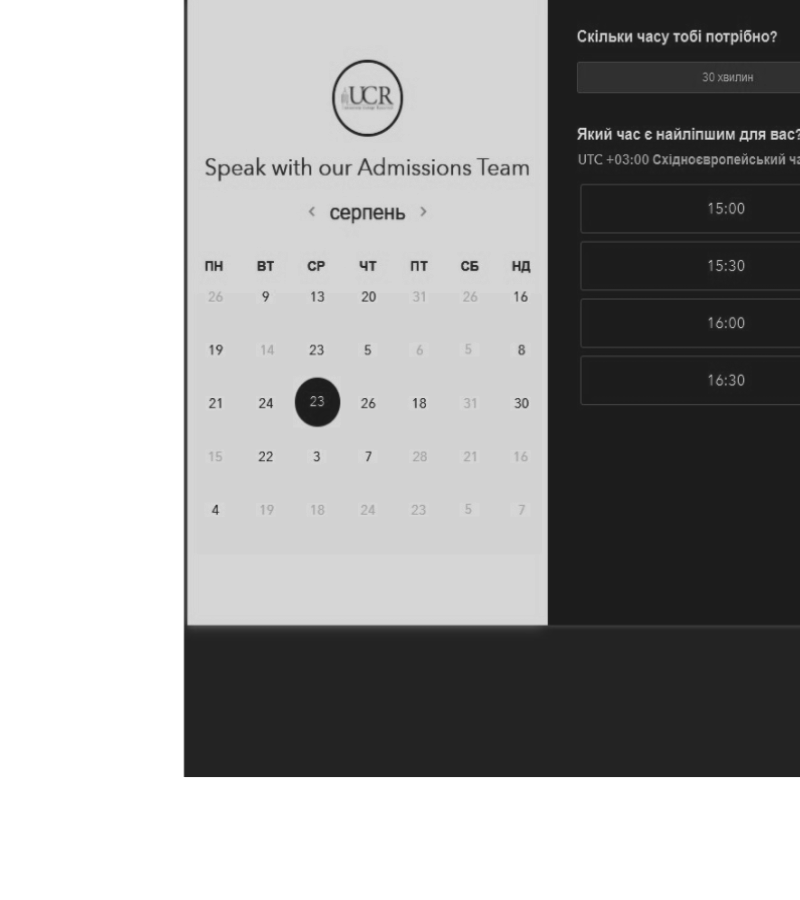 UCR
Speak with our Admissions Team
‹ серпень ›
ПН ВТ СР ЧТ ПТ СБ НД
26 9 13 20 31 26 16
19 14 23 5 6 5 8
21 24 23 26 18 31 30
15 22 3 7 28 21 16
4 19 18 24 23 5 7
Скільки часу тобі потрібно?
30 хвилин
Який час є найліпшим для вас?
UTC +03:00 Східноєвропейський ча
15:00
15:30
16:00
16:30